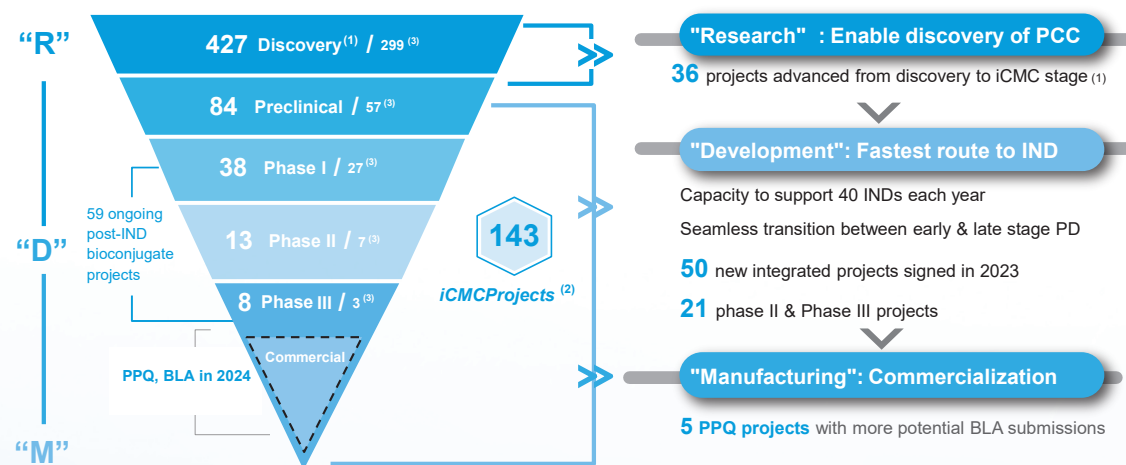 “R”
427 Discovery(1) / 299 (3)
84 Preclinical / 57 (3)
38 Phase I / 27 (3)
59 ongoing
post-IND
bioconjugate
projects
“D”
13 Phase II / 7 (3)
8 Phase III / 3 (3)
PPQ, BLA in 2024
Commercial
“M”
143
iCMCProjects (2)
"Research" : Enable discovery of PCC
36 projects advanced from discovery to iCMC stage (1)
"Development": Fastest route to IND
Capacity to support 40 INDs each year
Seamless transition between early & late stage PD
50 new integrated projects signed in 2023
21 phase II & Phase III projects
"Manufacturing": Commercialization
5 PPQ projects with more potential BLA submissions